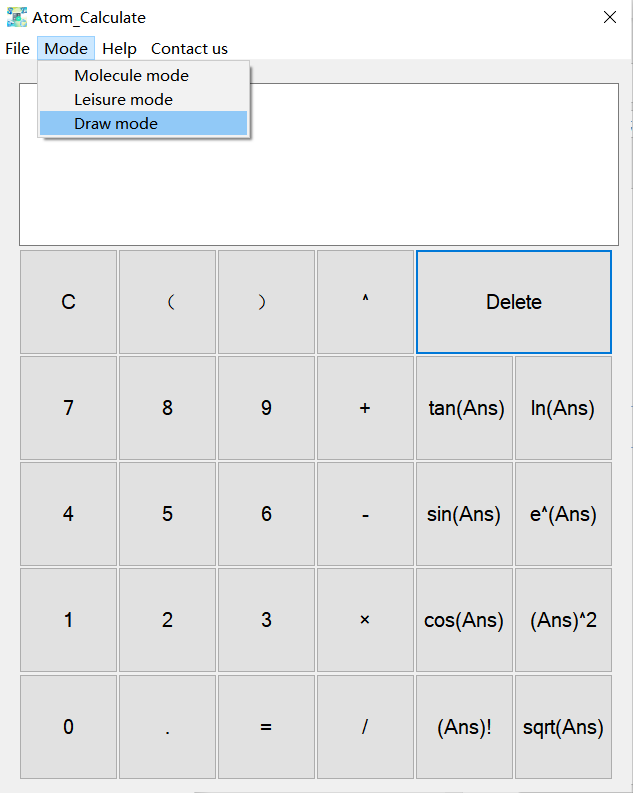 Atom_Calculate
File Mode Help Contact us
Molecule mode
Leisure mode
Draw mode
C （ ） ^ Delete
7 8 9 + tan(Ans) ln(Ans)
4 5 6 - sin(Ans) e^(Ans)
1 2 3 × cos(Ans) (Ans)^2
0 . = / (Ans)! sqrt(Ans)